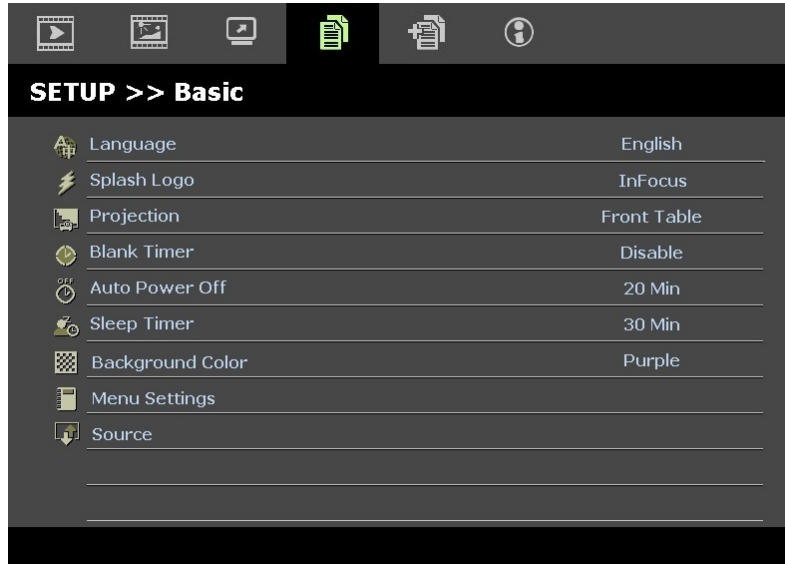 SETUP >> Basic
Language English
Splash Logo InFocus
Projection Front Table
Blank Timer Disable
OFF Auto Power Off 20 Min
Sleep Timer 30 Min
Background Color Purple
Menu Settings
Source